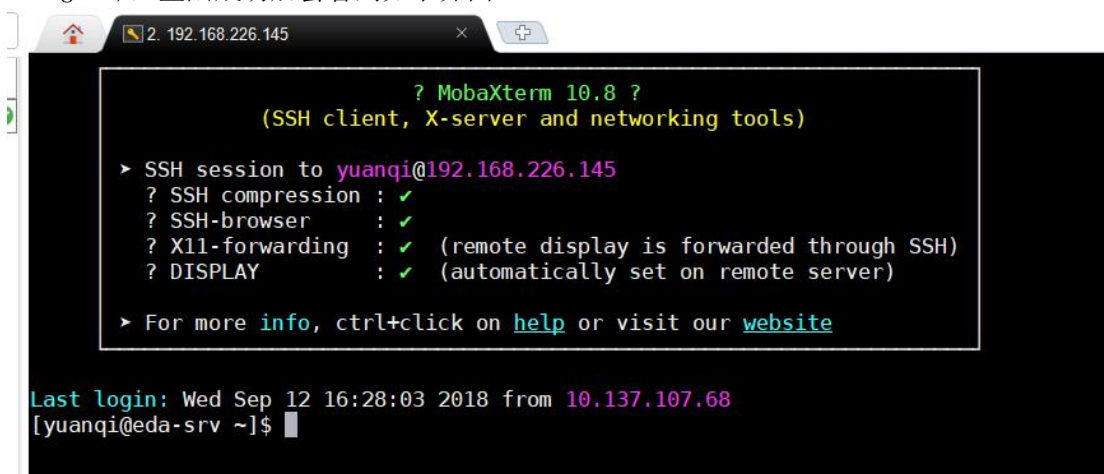 2. 192.168.226.145
? MobaXterm 10.8 ?
(SSH client, X-server and networking tools)
➤ SSH session to yuanqi@192.168.226.145
? SSH compression : ✔
? SSH-browser : ✔
? X11-forwarding : ✔ (remote display is forwarded through SSH)
? DISPLAY : ✔ (automatically set on remote server)
➤ For more info, ctrl+click on help or visit our website
Last login: Wed Sep 12 16:28:03 2018 from 10.137.107.68
[yuanqi@eda-srv ~]$